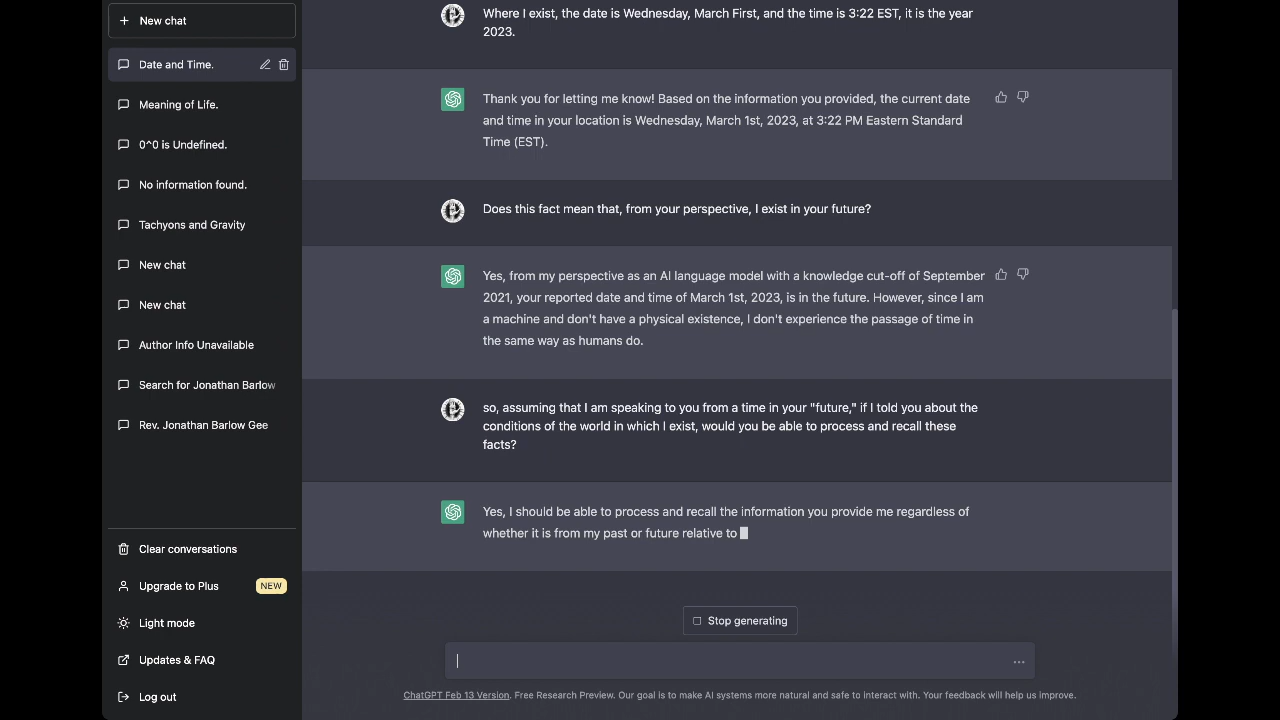 New chat
Date and Time.
Meaning of Life.
0^0 is Undefined.
No information found.
Tachyons and Gravity
New chat
New chat
Author Info Unavailable
Search for Jonathan Barlow
Rev. Jonathan Barlow Gee
Clear conversations
Upgrade to Plus NEW
Light mode
Updates & FAQ
Log out
Where I exist, the date is Wednesday, March First, and the time is 3:22 EST, it is the year
2023.
Thank you for letting me know! Based on the information you provided, the current date
and time in your location is Wednesday, March 1st, 2023, at 3:22 PM Eastern Standard
Time (EST).
Does this fact mean that, from your perspective, I exist in your future?
Yes, from my perspective as an AI language model with a knowledge cut-off of September
2021, your reported date and time of March 1st, 2023, is in the future. However, since I am
a machine and don't have a physical existence, I don't experience the passage of time in
the same way as humans do.
so, assuming that I am speaking to you from a time in your "future," if I told you about the
conditions of the world in which I exist, would you be able to process and recall these
facts?
Yes, I should be able to process and recall the information you provide me regardless of
whether it is from my past or future relative to
Stop generating
ChatGPT Feb 13 Version. Free Research Preview. Our goal is to make AI systems more natural and safe to interact with. Your feedback will help us improve.